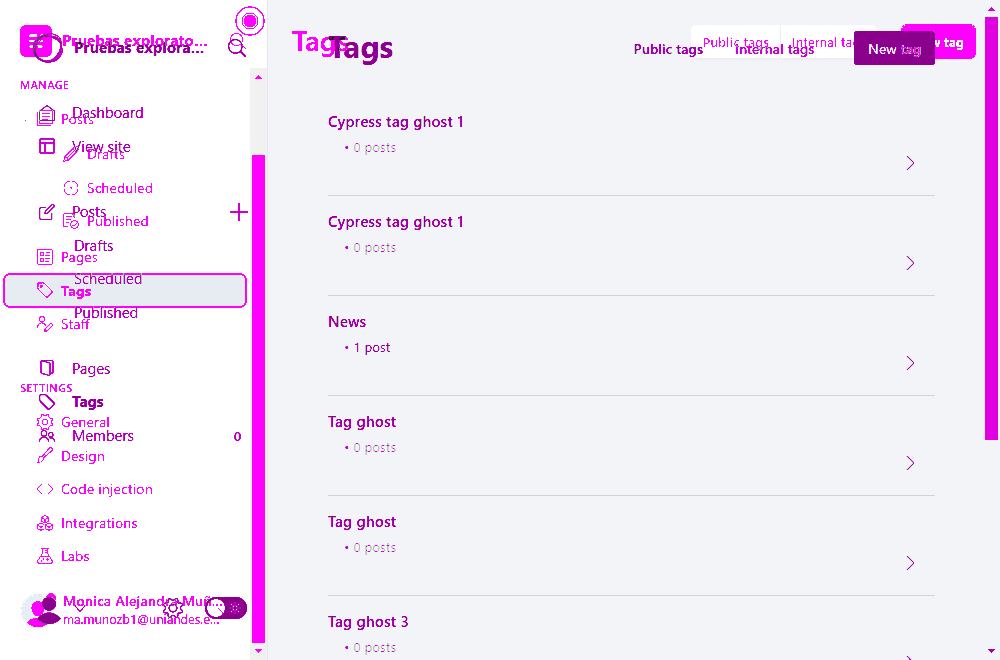 Pruebas explorato...
Pruebas explora...
MANAGE
Dashboard
Posts
View site
Drafts
Scheduled
Posts
Published
Drafts
Pages
Scheduled
Tags
Published
Staff
Pages
SETTINGS
Tags
General
Members 0
Design
Code injection
Integrations
Labs
Monica Alejandra Muñ...
ma.munozb1@uniandes.e...
Tags
Tags
Public tags
Internal tags
New tag
Public tags
Internal ta
tag
Cypress tag ghost 1
• 0 posts
Cypress tag ghost 1
• 0 posts
News
• 1 post
Tag ghost
• 0 posts
Tag ghost
• 0 posts
Tag ghost 3
• 0 posts